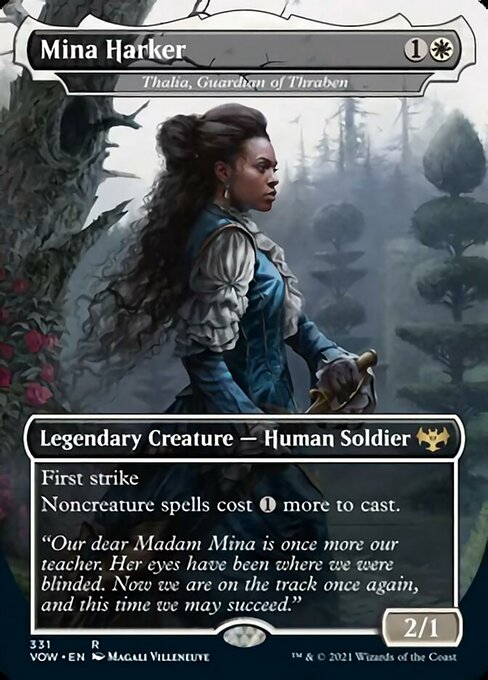 Mina Harker 1
Thalia, Guardian of Thraben
Legendary Creature — Human Soldier
First strike
Noncreature spells cost 1 more to cast.
“Our dear Madam Mina is once more our
teacher. Her eyes have been where we were
blinded. Now we are on the track once again,
and this time we may succeed.”
2/1
331 R
VOW • EN Magali Villeneuve ™ & © 2021 Wizards of the Coast